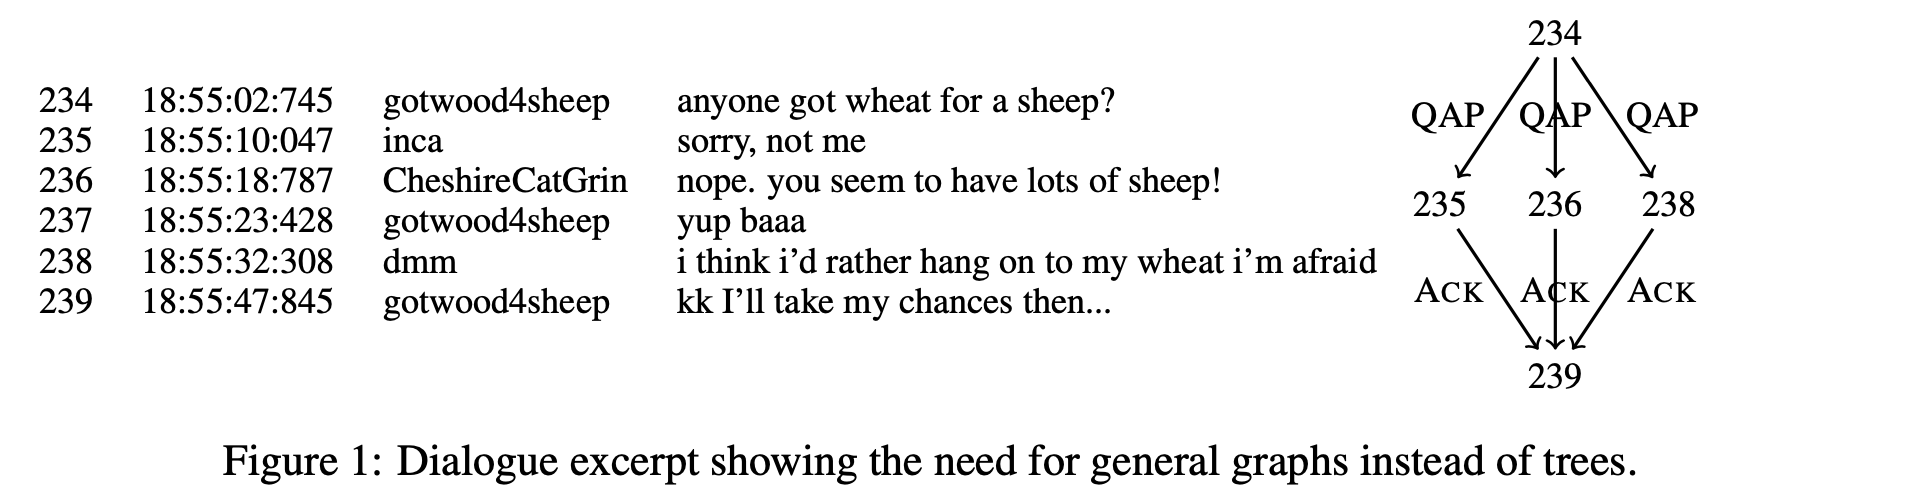 234
234 18:55:02:745 gotwood4sheep anyone got wheat for a sheep?
QAP QAP QAP
235 18:55:10:047 inca sorry, not me
236 18:55:18:787 CheshireCatGrin nope. you seem to have lots of sheep!
235 236 238
237 18:55:23:428 gotwood4sheep yup baaa
238 18:55:32:308 dmm i think i’d rather hang on to my wheat i’m afraid
ACK ACK ACK
239 18:55:47:845 gotwood4sheep kk I’ll take my chances then...
239
Figure 1: Dialogue excerpt showing the need for general graphs instead of trees.